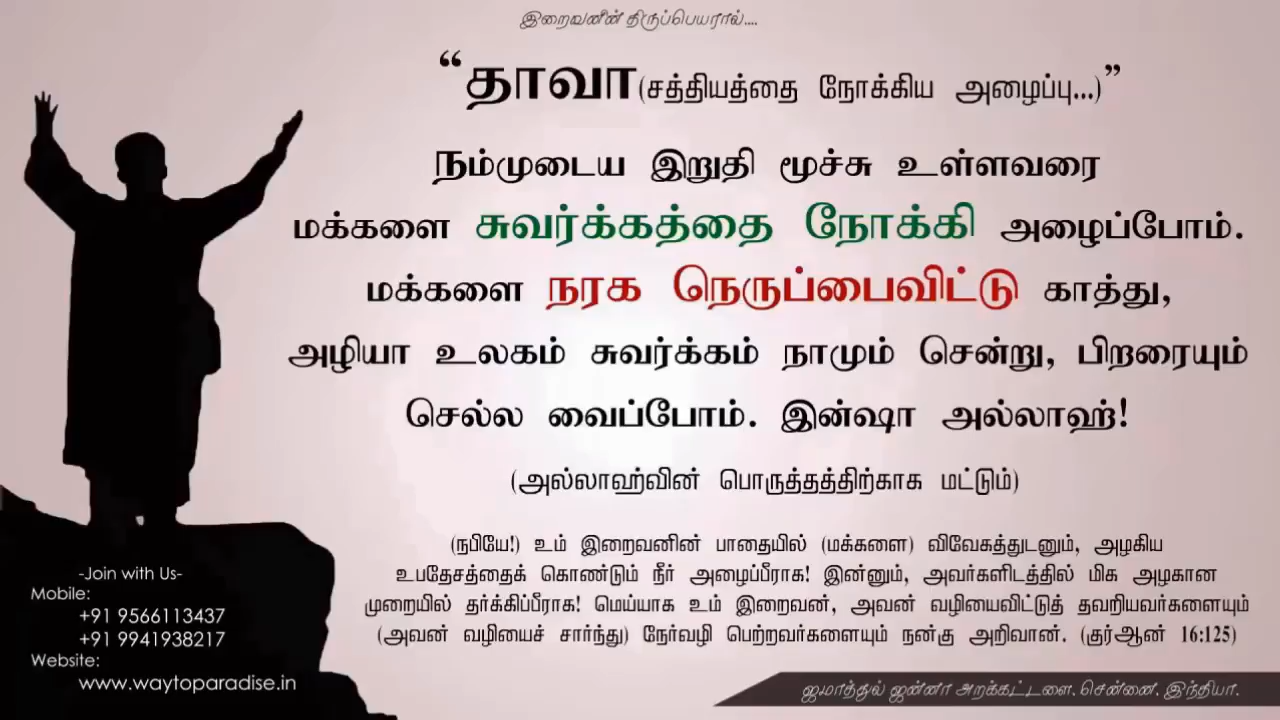 இறைவனின் திருப்பெயரால்....
“தாவா(சத்தியத்தை நோக்கிய அழைப்பு...)”
நம்முடைய இறுதி மூச்சு உள்ளவரை
மக்களை சுவர்க்கத்தை நோக்கி அழைப்போம்.
மக்களை நரக நெருப்பைவிட்டு காத்து,
அழியா உலகம் சுவர்க்கம் நாமும் சென்று, பிறரையும்
செல்ல வைப்போம். இன்ஷா அல்லாஹ்!
(அல்லாஹ்வின் பொருத்தத்திற்காக மட்டும்)
(நபியே!) உம் இறைவனின் பாதையில் (மக்களை) விவேகத்துடனும், அழகிய
உபதேசத்தைக் கொண்டும் நீர் அழைப்பீராக! இன்னும், அவர்களிடத்தில் மிக அழகான
முறையில் தர்க்கிப்பீராக! மெய்யாக உம் இறைவன், அவன் வழியைவிட்டுத் தவறியவர்களையும்
(அவன் வழியைச் சார்ந்து) நேர்வழி பெற்றவர்களையும் நன்கு அறிவான். (குர்ஆன் 16:125)
-Join with Us-
Mobile:
+91 9566113437
+91 9941938217
Website:
www.waytoparadise.in
ஜமாத்துல் ஜன்னா அறக்கட்டளை. சென்னை. இந்தியா.